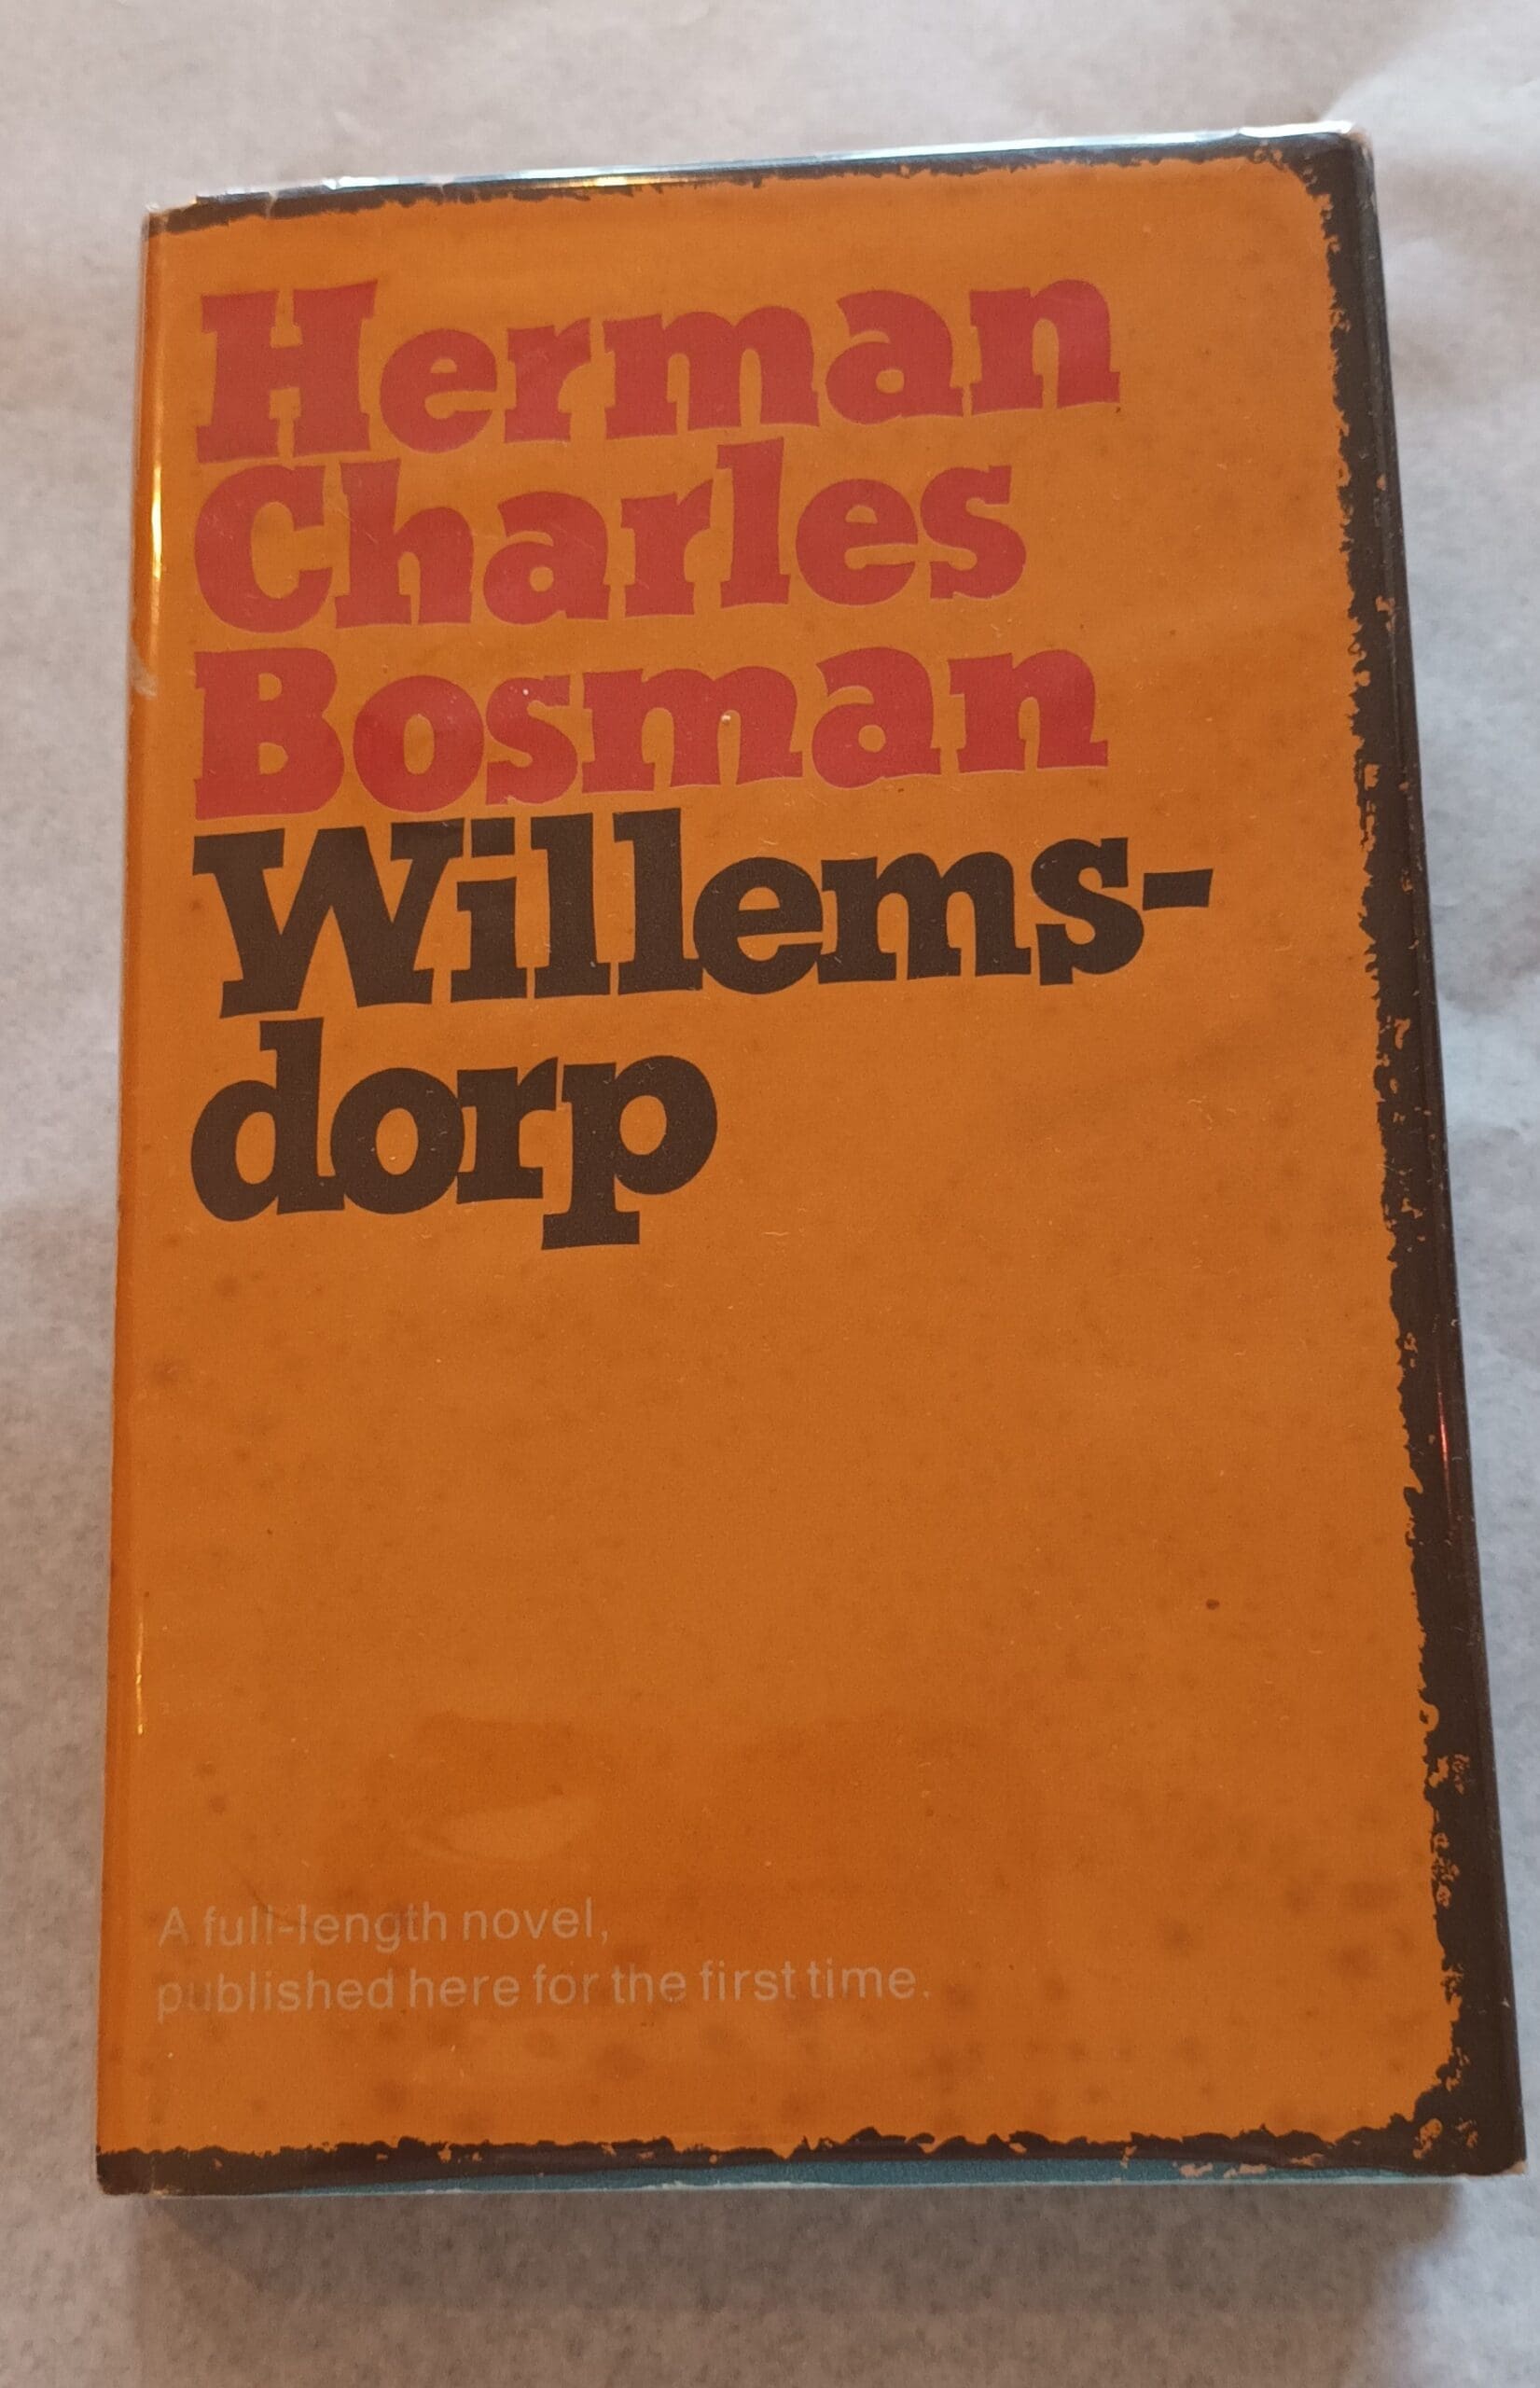 Herman
Charles
Bosman
Willems-
dorp
A full-length novel,
published here for the first time.